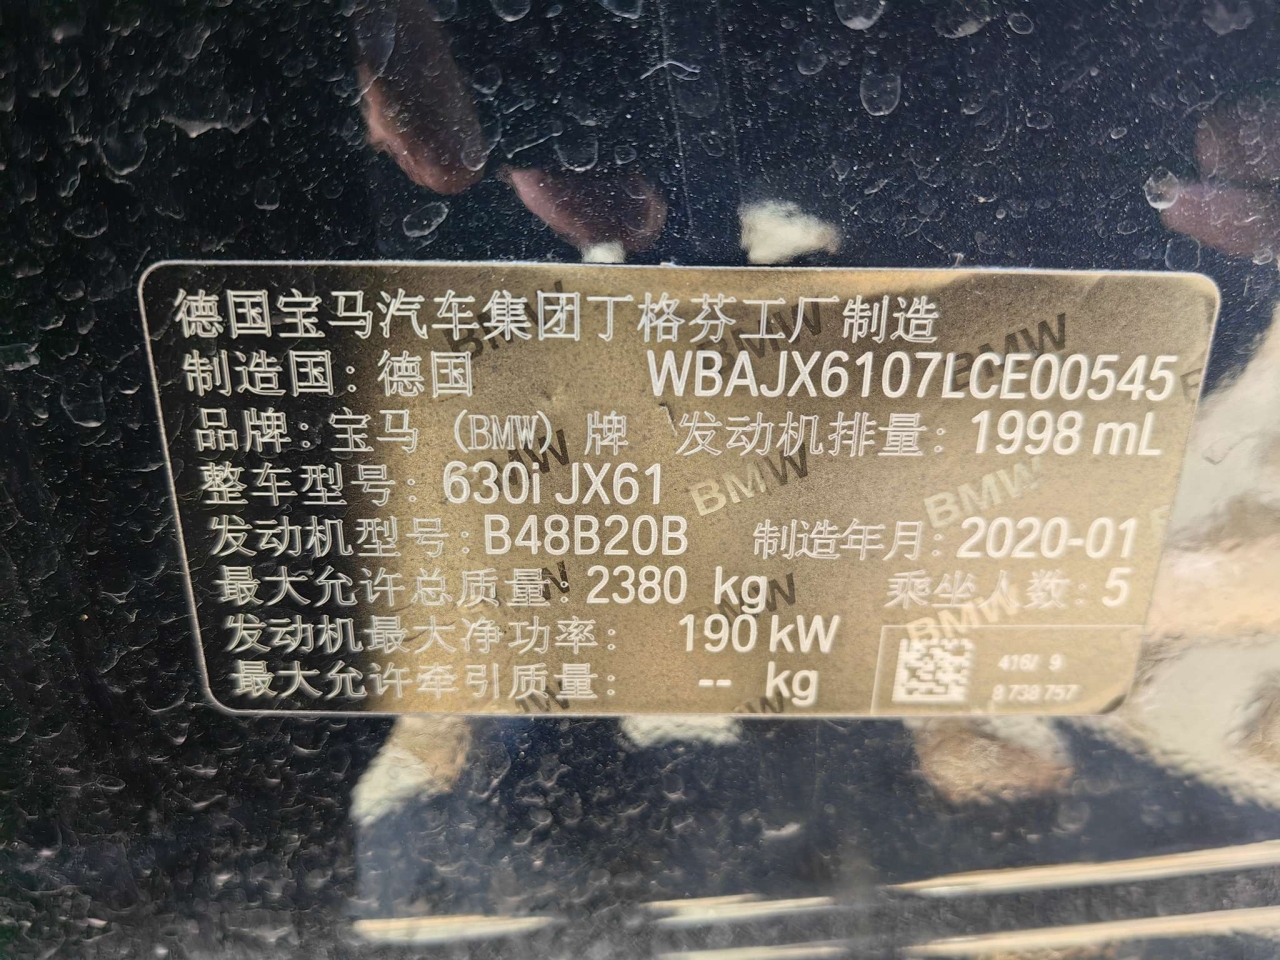 德国宝马汽车集团丁格芬工厂制造
制造国：德国 WBAJX6107LCE00545
品牌：宝马（BMW）牌 发动机排量：1998 mL
整车型号：630i JX61
发动机型号：B48B20B 制造年月：2020-01
最大允许总质量：2380 kg 乘坐人数：5
发动机最大净功率： 190 kW
最大允许牵引质量： -- kg
416/ 9
8 738 757